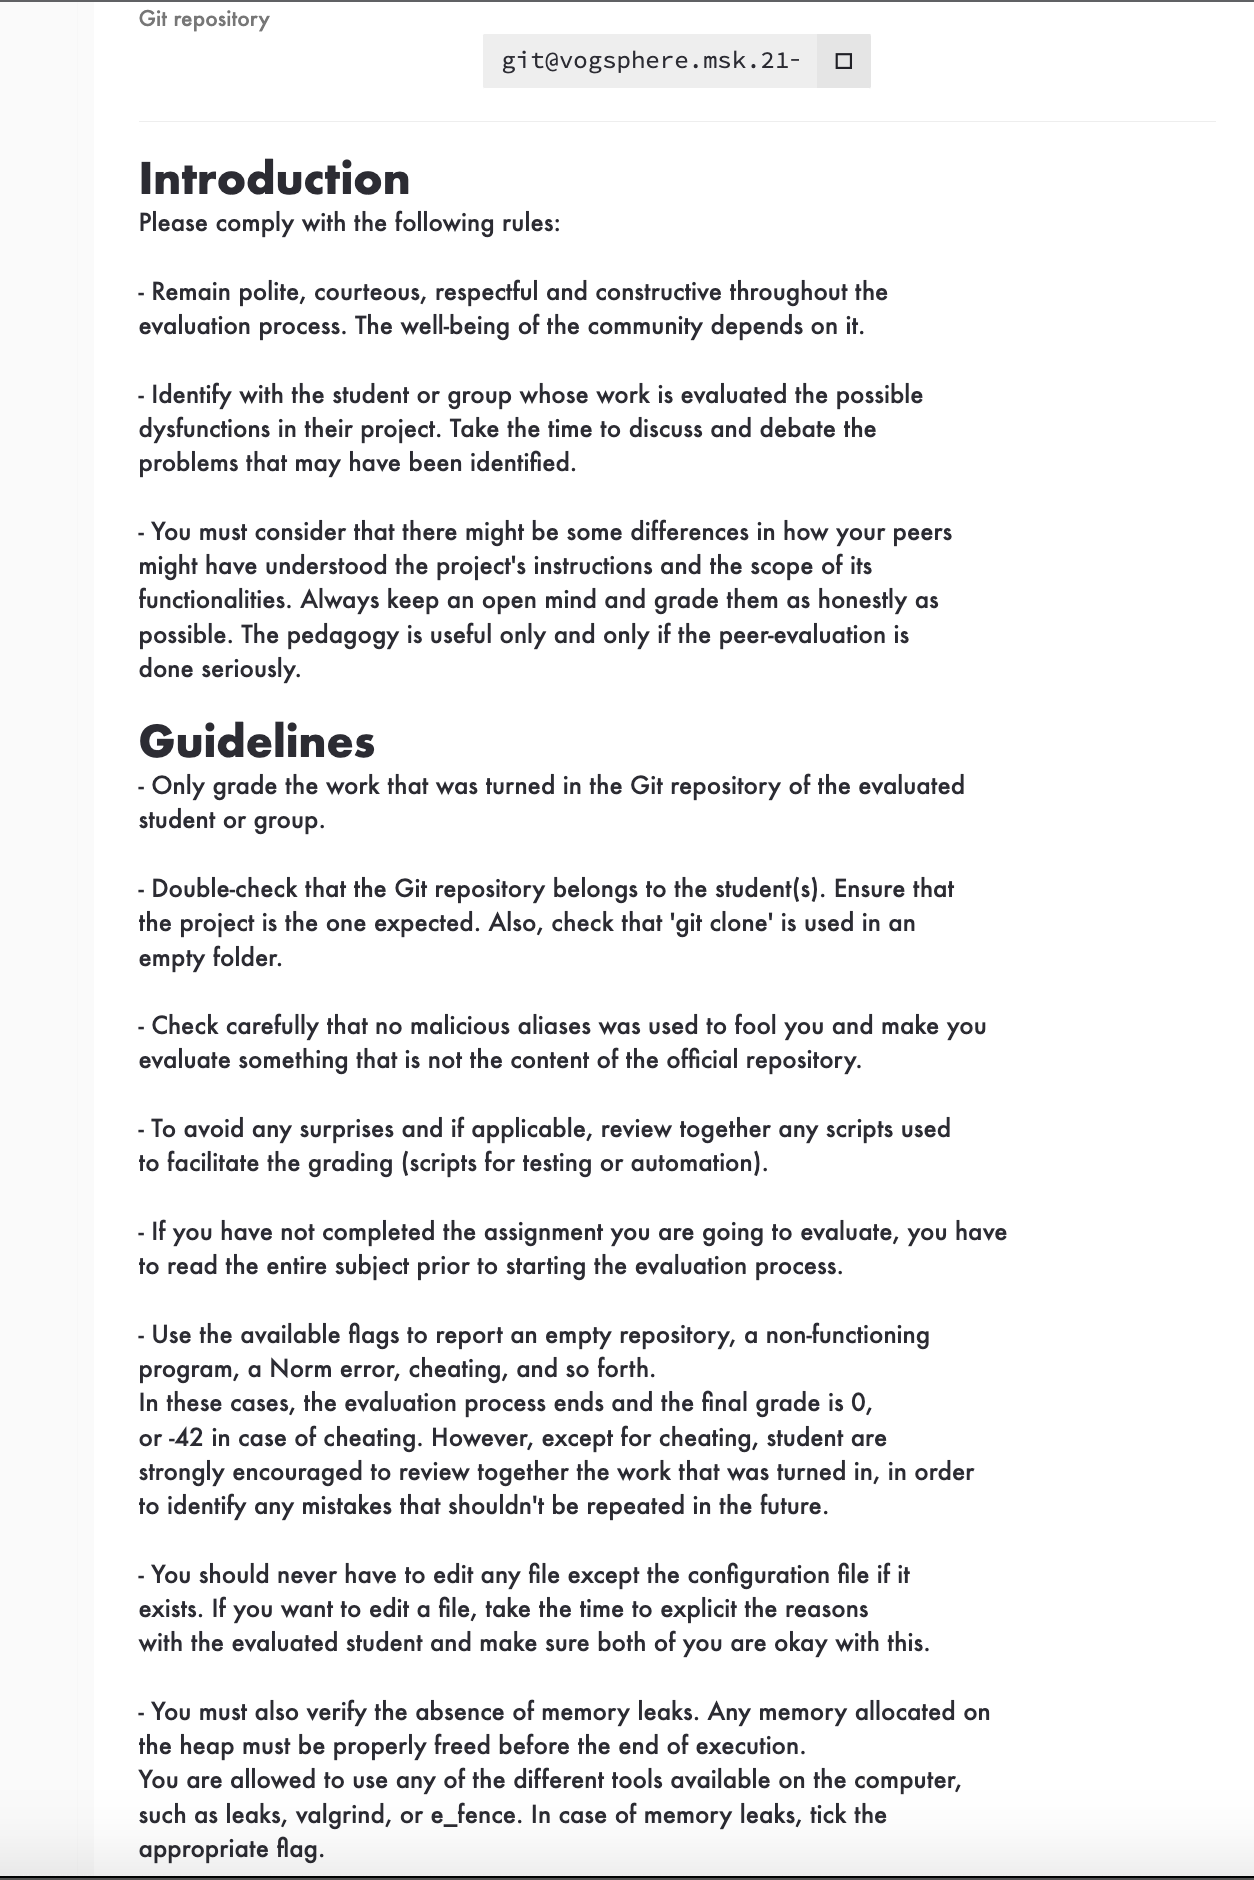 Git repository
git@vogsphere.msk.21-
Introduction
Please comply with the following rules:
- Remain polite, courteous, respectful and constructive throughout the
evaluation process. The well-being of the community depends on it.
- Identify with the student or group whose work is evaluated the possible
dysfunctions in their project. Take the time to discuss and debate the
problems that may have been identified.
- You must consider that there might be some differences in how your peers
might have understood the project's instructions and the scope of its
functionalities. Always keep an open mind and grade them as honestly as
possible. The pedagogy is useful only and only if the peer-evaluation is
done seriously.
Guidelines
- Only grade the work that was turned in the Git repository of the evaluated
student or group.
- Double-check that the Git repository belongs to the student(s). Ensure that
the project is the one expected. Also, check that 'git clone' is used in an
empty folder.
- Check carefully that no malicious aliases was used to fool you and make you
evaluate something that is not the content of the official repository.
- To avoid any surprises and if applicable, review together any scripts used
to facilitate the grading (scripts for testing or automation).
- If you have not completed the assignment you are going to evaluate, you have
to read the entire subject prior to starting the evaluation process.
- Use the available flags to report an empty repository, a non-functioning
program, a Norm error, cheating, and so forth.
In these cases, the evaluation process ends and the final grade is 0,
or -42 in case of cheating. However, except for cheating, student are
strongly encouraged to review together the work that was turned in, in order
to identify any mistakes that shouldn't be repeated in the future.
- You should never have to edit any file except the configuration file if it
exists. If you want to edit a file, take the time to explicit the reasons
with the evaluated student and make sure both of you are okay with this.
- You must also verify the absence of memory leaks. Any memory allocated on
the heap must be properly freed before the end of execution.
You are allowed to use any of the different tools available on the computer,
such as leaks, valgrind, or e_fence. In case of memory leaks, tick the
appropriate flag.